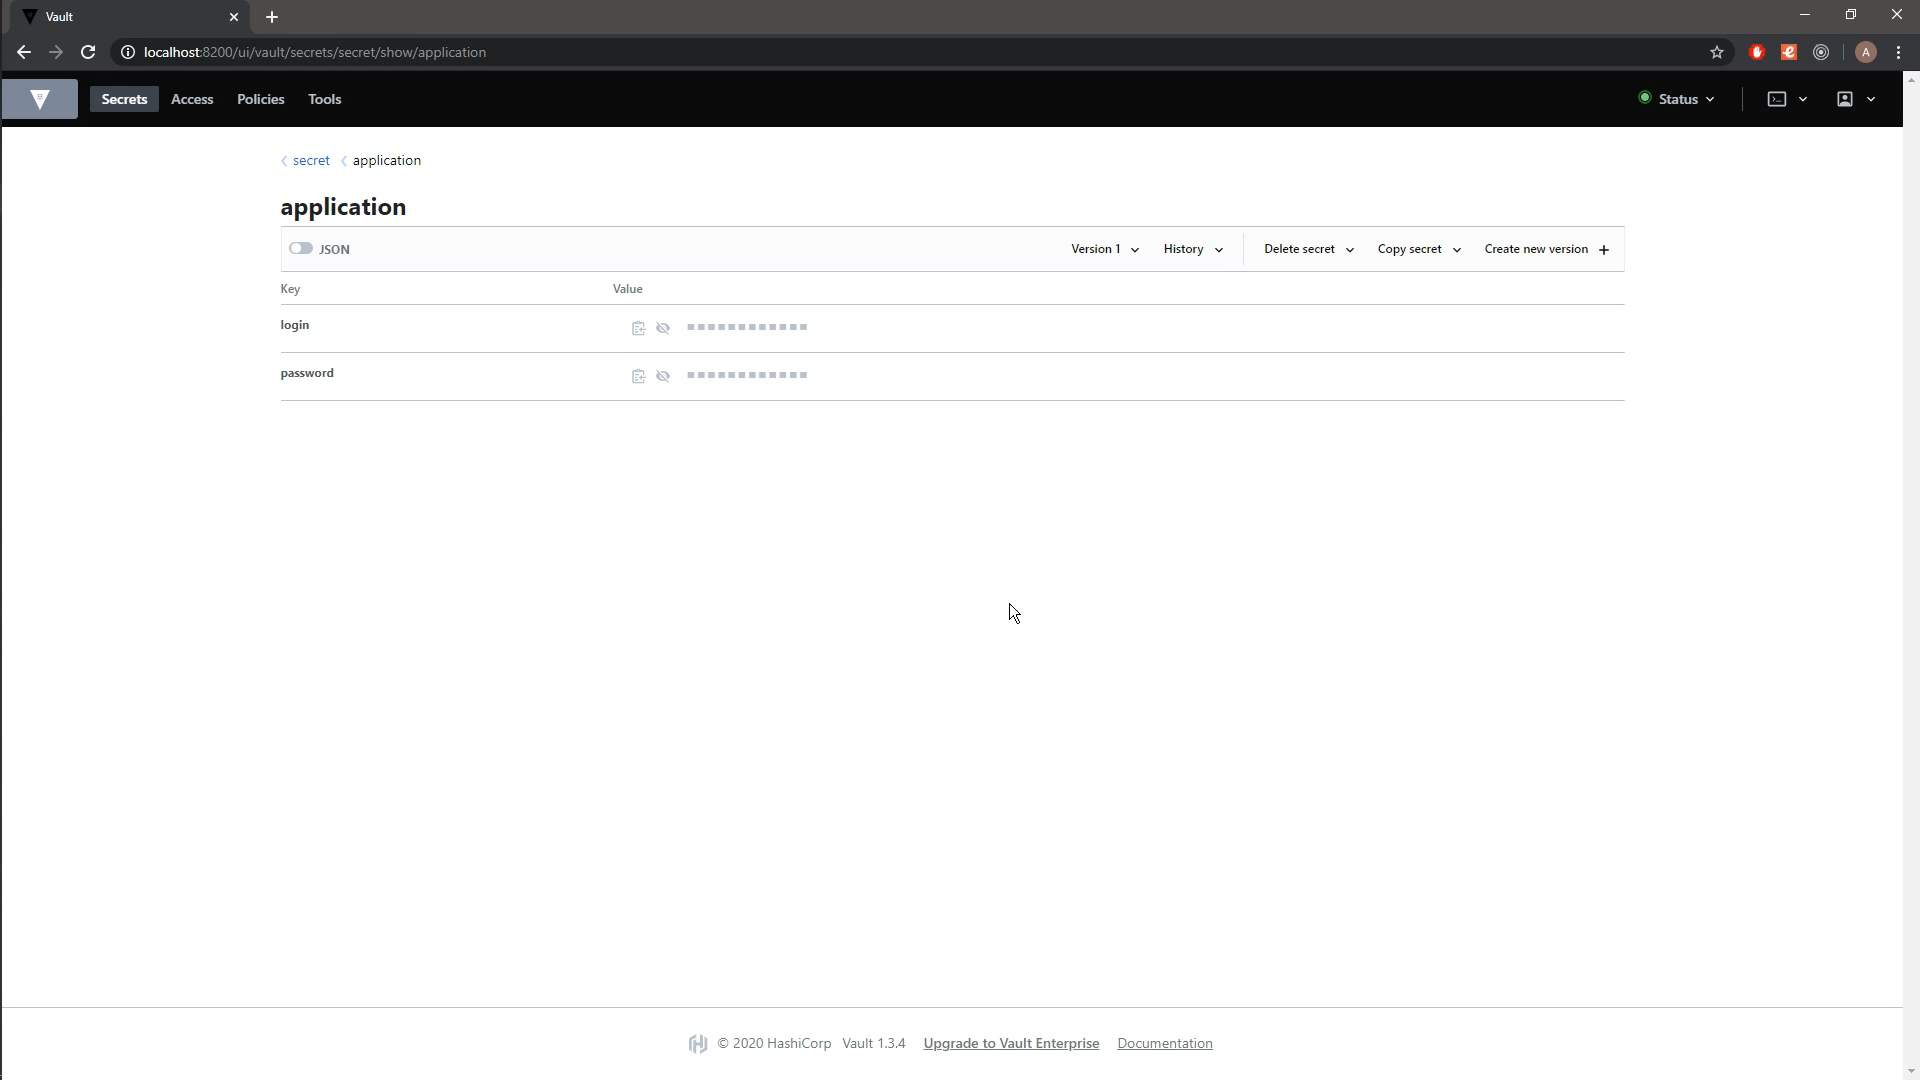 Vault
localhost:8200/ui/vault/secrets/secret/show/application
A
Secrets Access Policies Tools Status
secret application
application
JSON Version 1 History Delete secret Copy secret Create new version +
Key Value
login
password
© 2020 HashiCorp Vault 1.3.4 Upgrade to Vault Enterprise Documentation